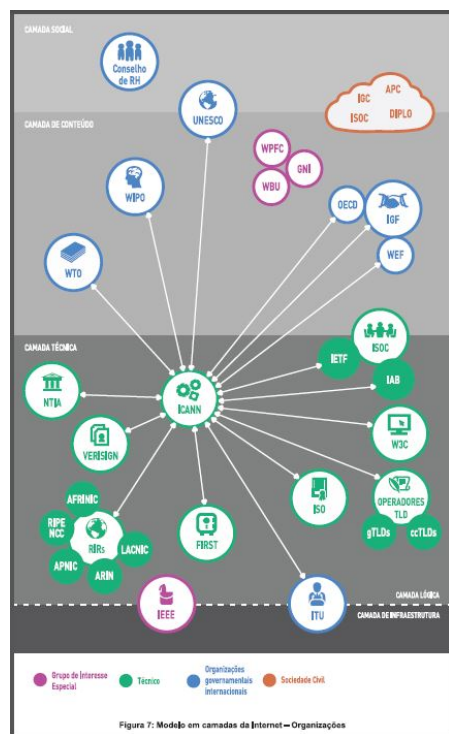 CAMADA SOCIAL
Conselho
de RH
UNESCO
IGC
APC
ISOC
DIPLO
CAMADA DE CONTEÚDO
WPFC
GNI
WBU
WIPO
OECD
IGF
WEF
WTO
CAMADA TÉCNICA
ISOC
IETF
IAB
NTIA
ICANN
W3C
VERISIGN
AFRINIC
RIPE
NCC
RIRs
LACNIC
APNIC
ARIN
FIRST
ISO
OPERADORES
TLD
gTLDs
ccTLDs
CAMADA LÓGICA
IEEE
ITU
CAMADA DE INFRAESTRUTURA
Grupo de Interesse
Especial
Técnico
Organizações
governamentais
internacionais
Sociedade Civil
Figura 7: Modelo em camadas da Internet – Organizações